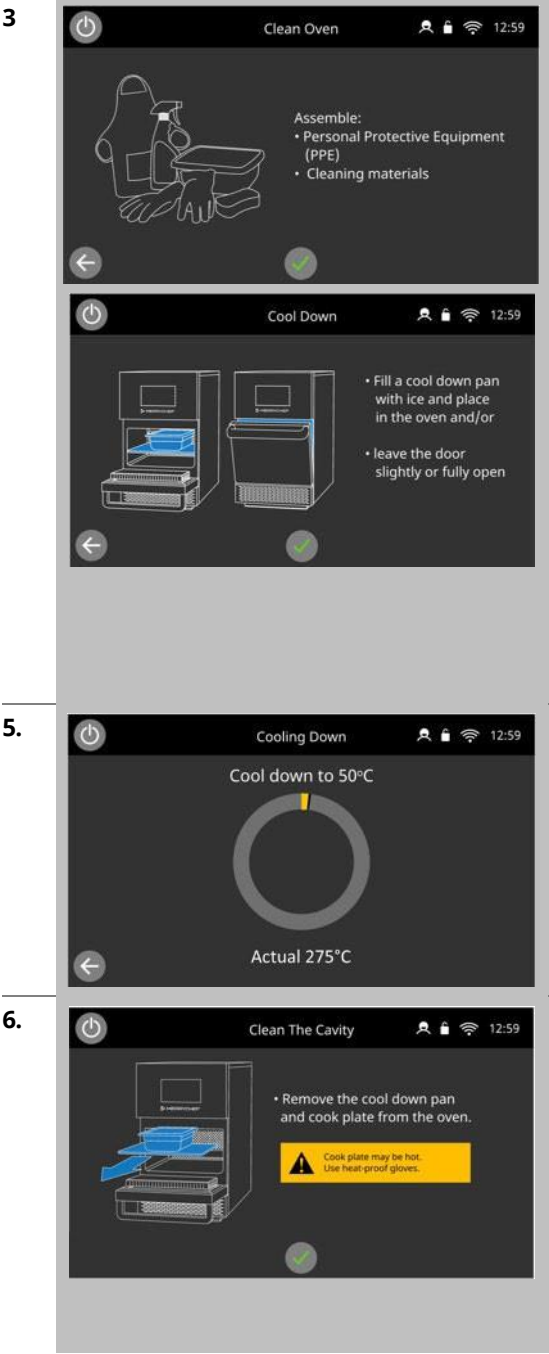 3
Clean Oven
12:59
Assemble:
• Personal Protective Equipment
(PPE)
• Cleaning materials
Cool Down
12:59
MERRYCHEF
• Fill a cool down pan
with ice and place
in the oven and/or
• leave the door
slightly or fully open
5.
Cooling Down
12:59
Cool down to 50°C
Actual 275°C
6.
Clean The Cavity
12:59
MERRYCHEF
• Remove the cool down pan
and cook plate from the oven.
Cook plate may be hot.
Use heat-proof gloves.